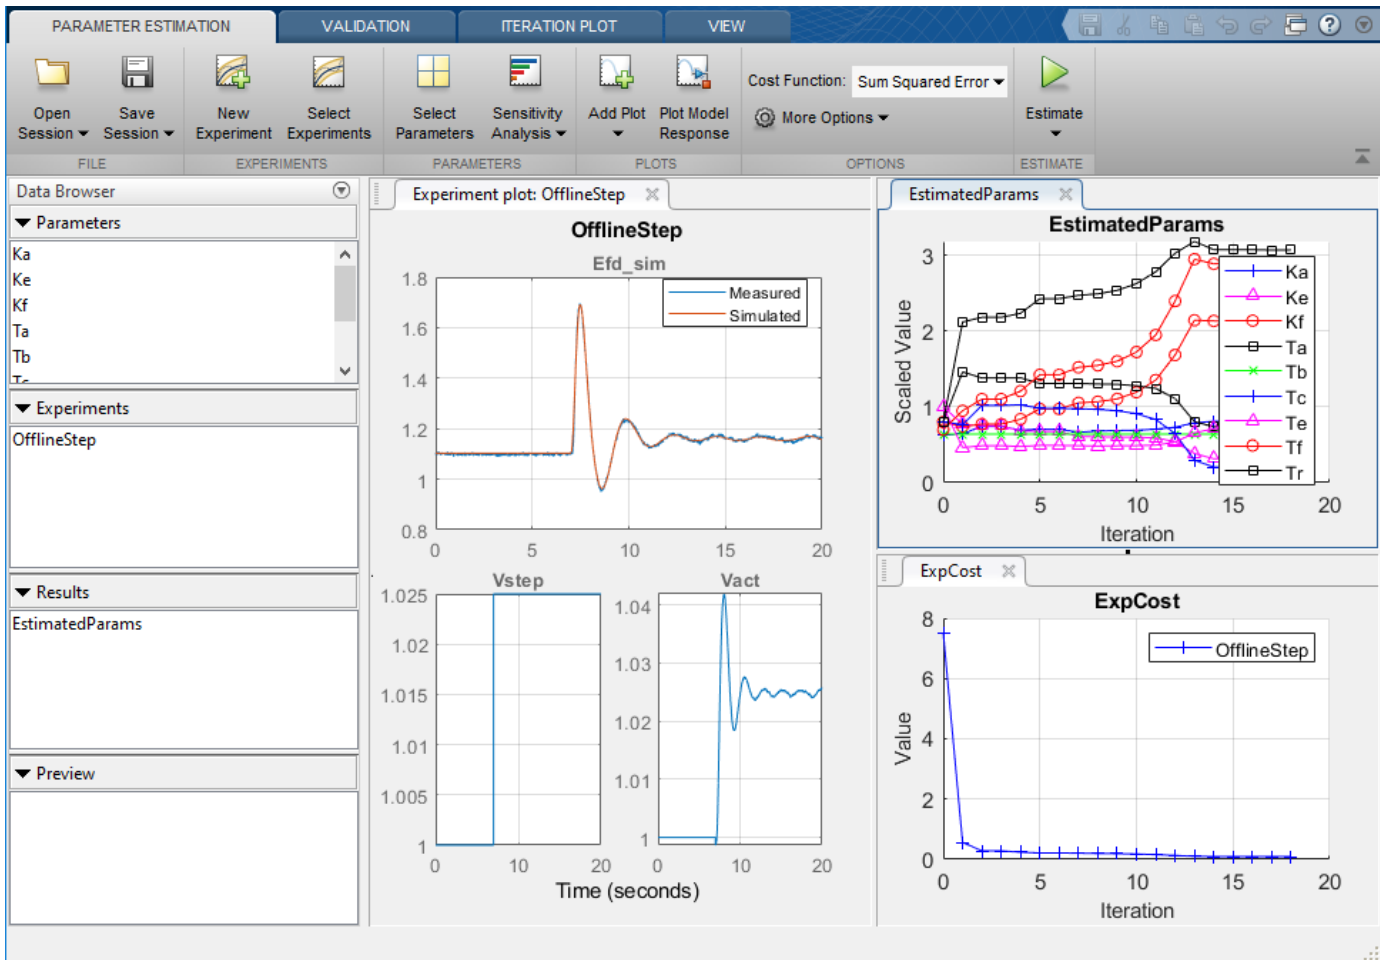 PARAMETER ESTIMATION
VALIDATION
ITERATION PLOT
VIEW
Open Session
Save Session
New Experiment
Select Experiments
Select Parameters
Sensitivity Analysis
Add Plot
Plot Model Response
Cost Function: Sum Squared Error
More Options
Estimate
FILE
EXPERIMENTS
PARAMETERS
PLOTS
OPTIONS
ESTIMATE
Data Browser
Parameters
Ka
Ke
Kf
Ta
Tb
Tc
Experiments
OfflineStep
Results
EstimatedParams
Preview
Experiment plot: OfflineStep
OfflineStep
Efd_sim
1.8
1.6
1.4
1.2
1
0.8
0 5 10 15 20
Measured
Simulated
Vstep
1.025
1.02
1.015
1.01
1.005
1
0 10 20
Vact
1.04
1.03
1.02
1.01
1
0 10 20
Time (seconds)
EstimatedParams
EstimatedParams
Scaled Value
3
2
1
0
0 5 10 15 20
Iteration
Ka
Ke
Kf
Ta
Tb
Tc
Te
Tf
Tr
ExpCost
ExpCost
Value
8
6
4
2
0
0 5 10 15 20
Iteration
OfflineStep